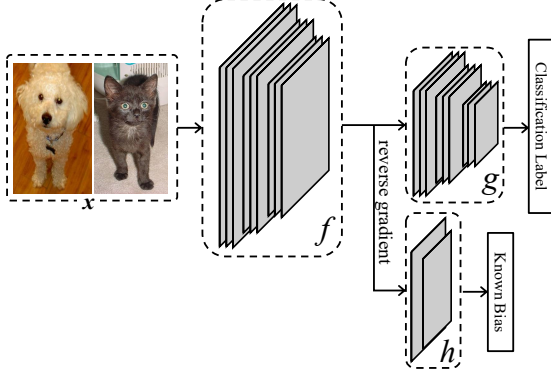 x
f
reverse gradient
g
Classification Label
h
Known Bias